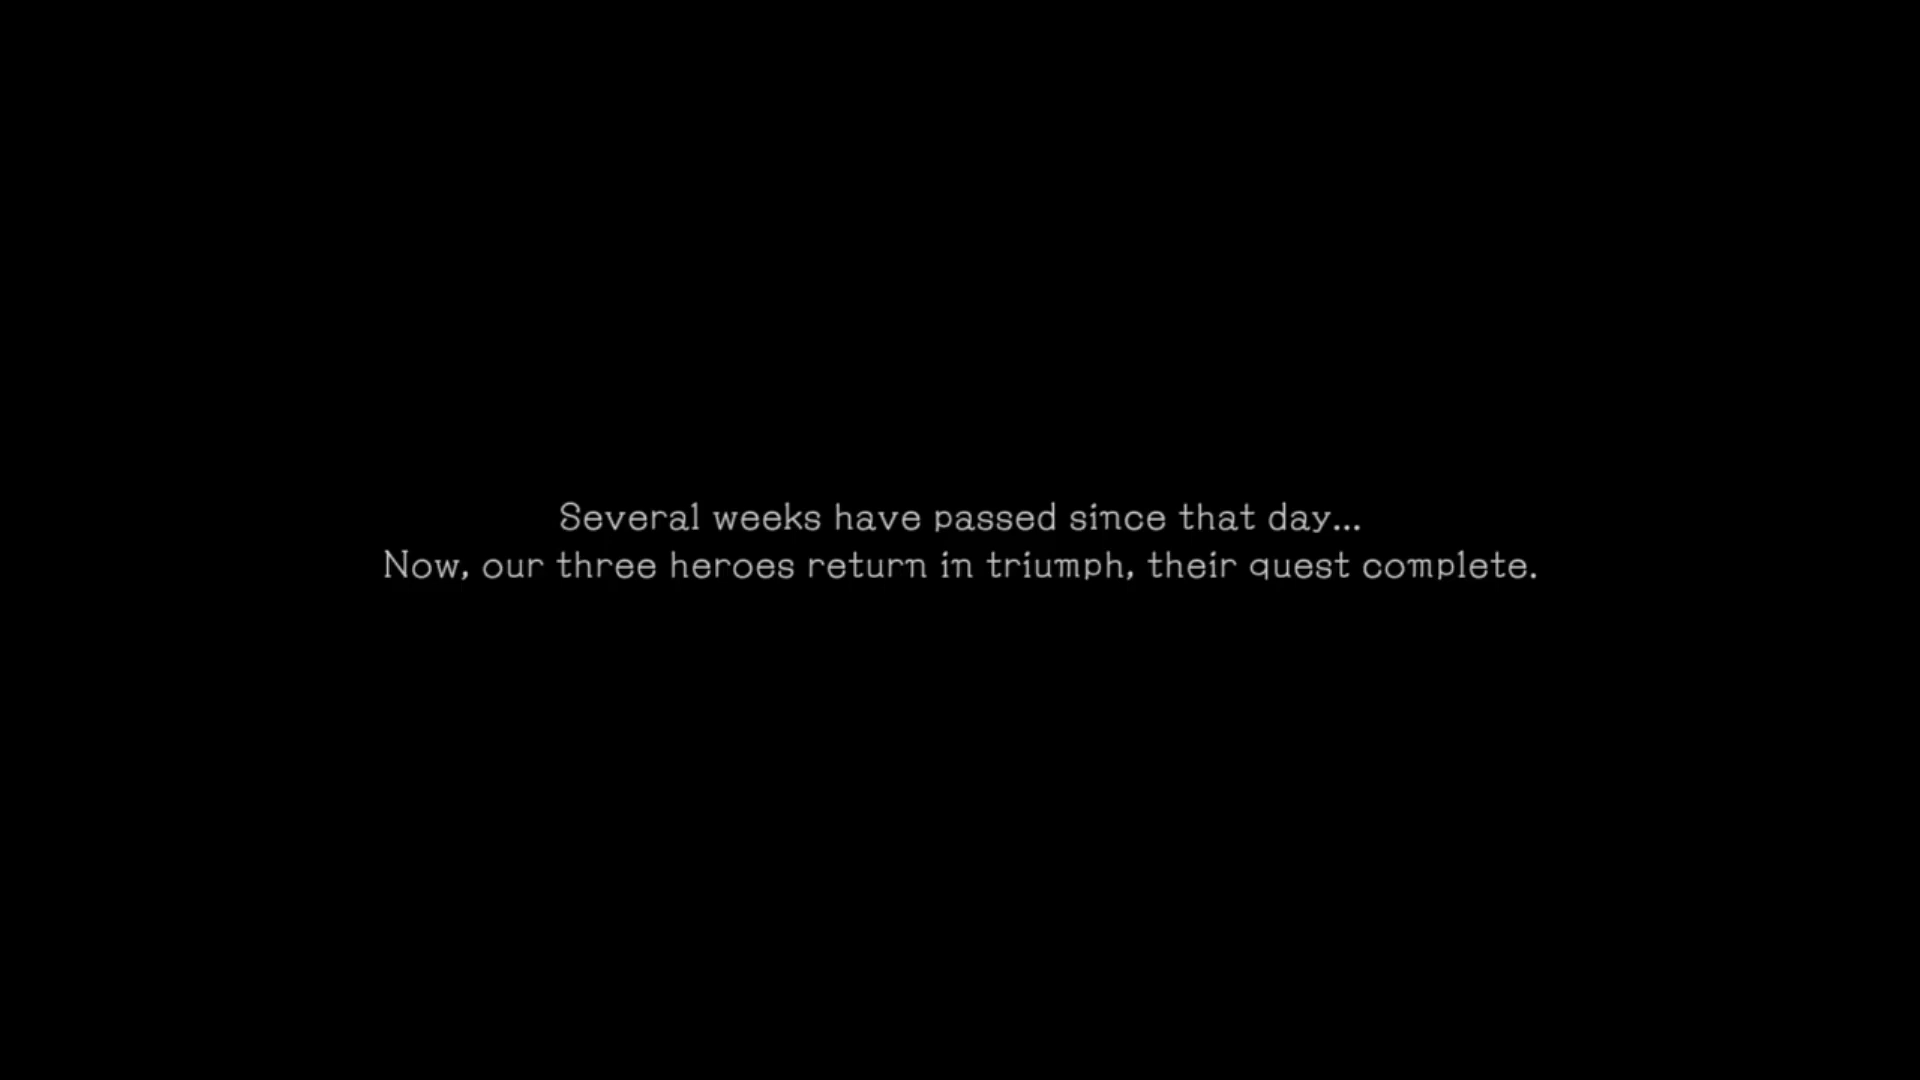 Several weeks have passed since that day...
Now, our three heroes return in triumph, their quest complete.